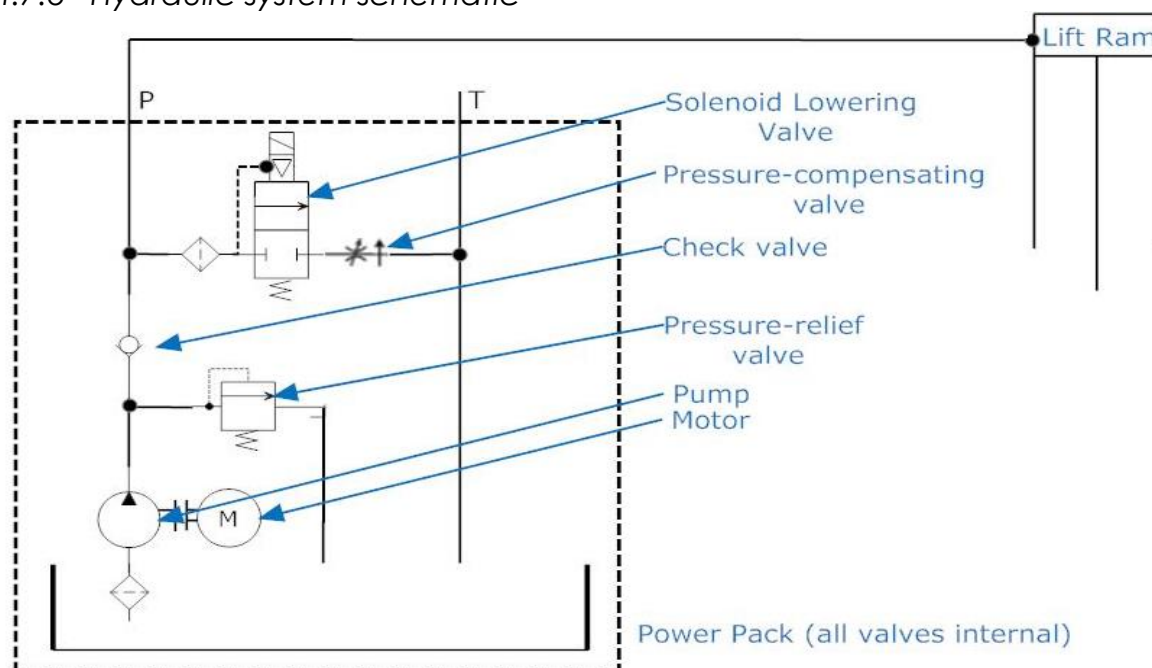 Hydraulic system schematic
Lift Ram
P
T
Solenoid Lowering
Valve
Pressure-compensating
valve
Check valve
Pressure-relief
valve
Pump
Motor
M
Power Pack (all valves internal)